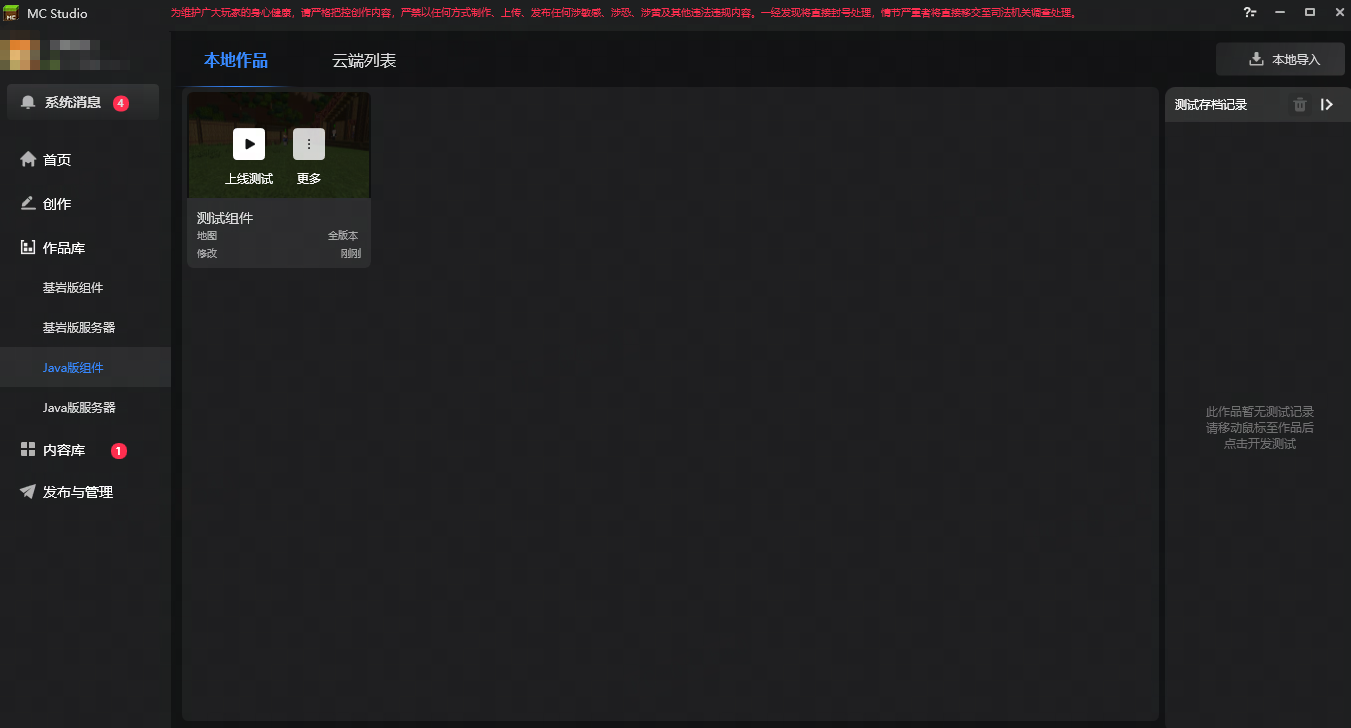 MC Studio
为维护广大玩家的身心健康，请严格把控创作内容，严禁以任何方式制作、上传、发布任何涉敏感、涉恐、涉黄及其他违法违规内容。一经发现将直接封号处理，情节严重者将直接移交至司法机关调查处理。
本地作品
云端列表
本地导入
系统消息 4
首页
创作
作品库
基岩版组件
基岩版服务器
Java版组件
Java版服务器
内容库 1
发布与管理
上线测试
更多
测试组件
地图 全版本
修改 刚刚
测试存档记录
此作品暂无测试记录
请移动鼠标至作品后
点击开发测试